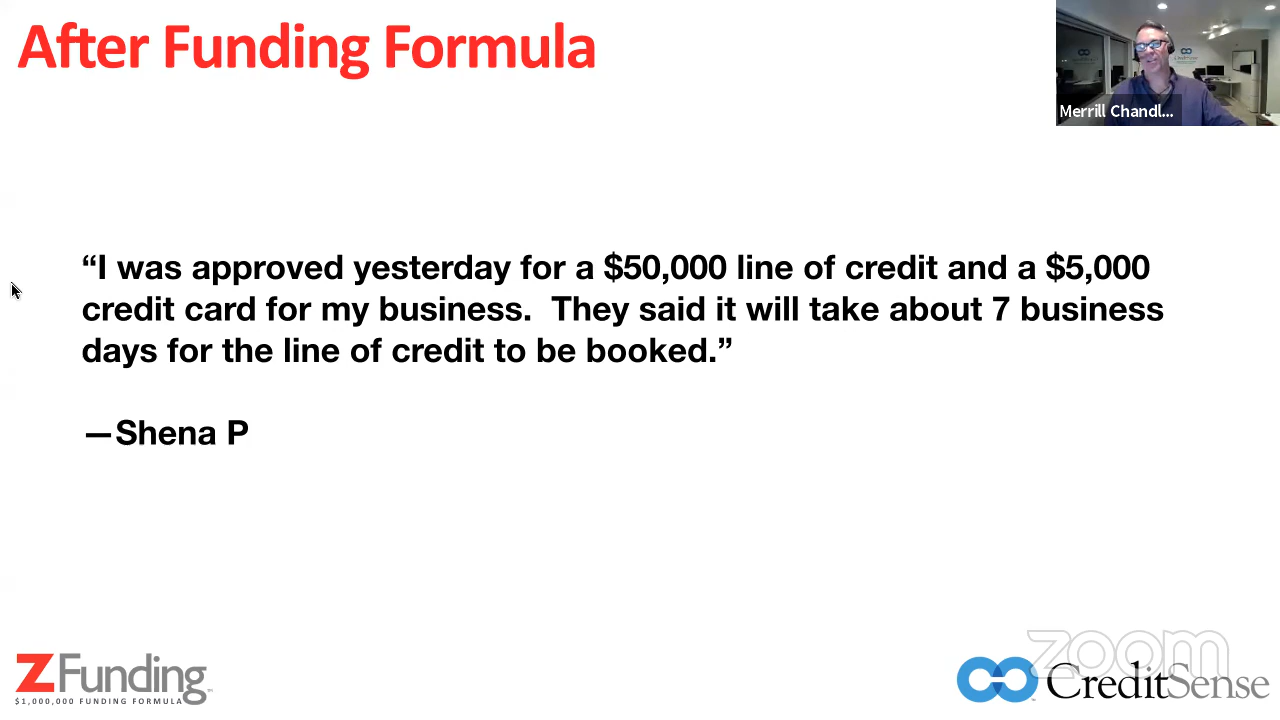 After Funding Formula
Merrill Chandl...
“I was approved yesterday for a $50,000 line of credit and a $5,000
credit card for my business.  They said it will take about 7 business
days for the line of credit to be booked.”
—Shena P
ZFunding
$1,000,000 FUNDING FORMULA
zoom
CreditSense